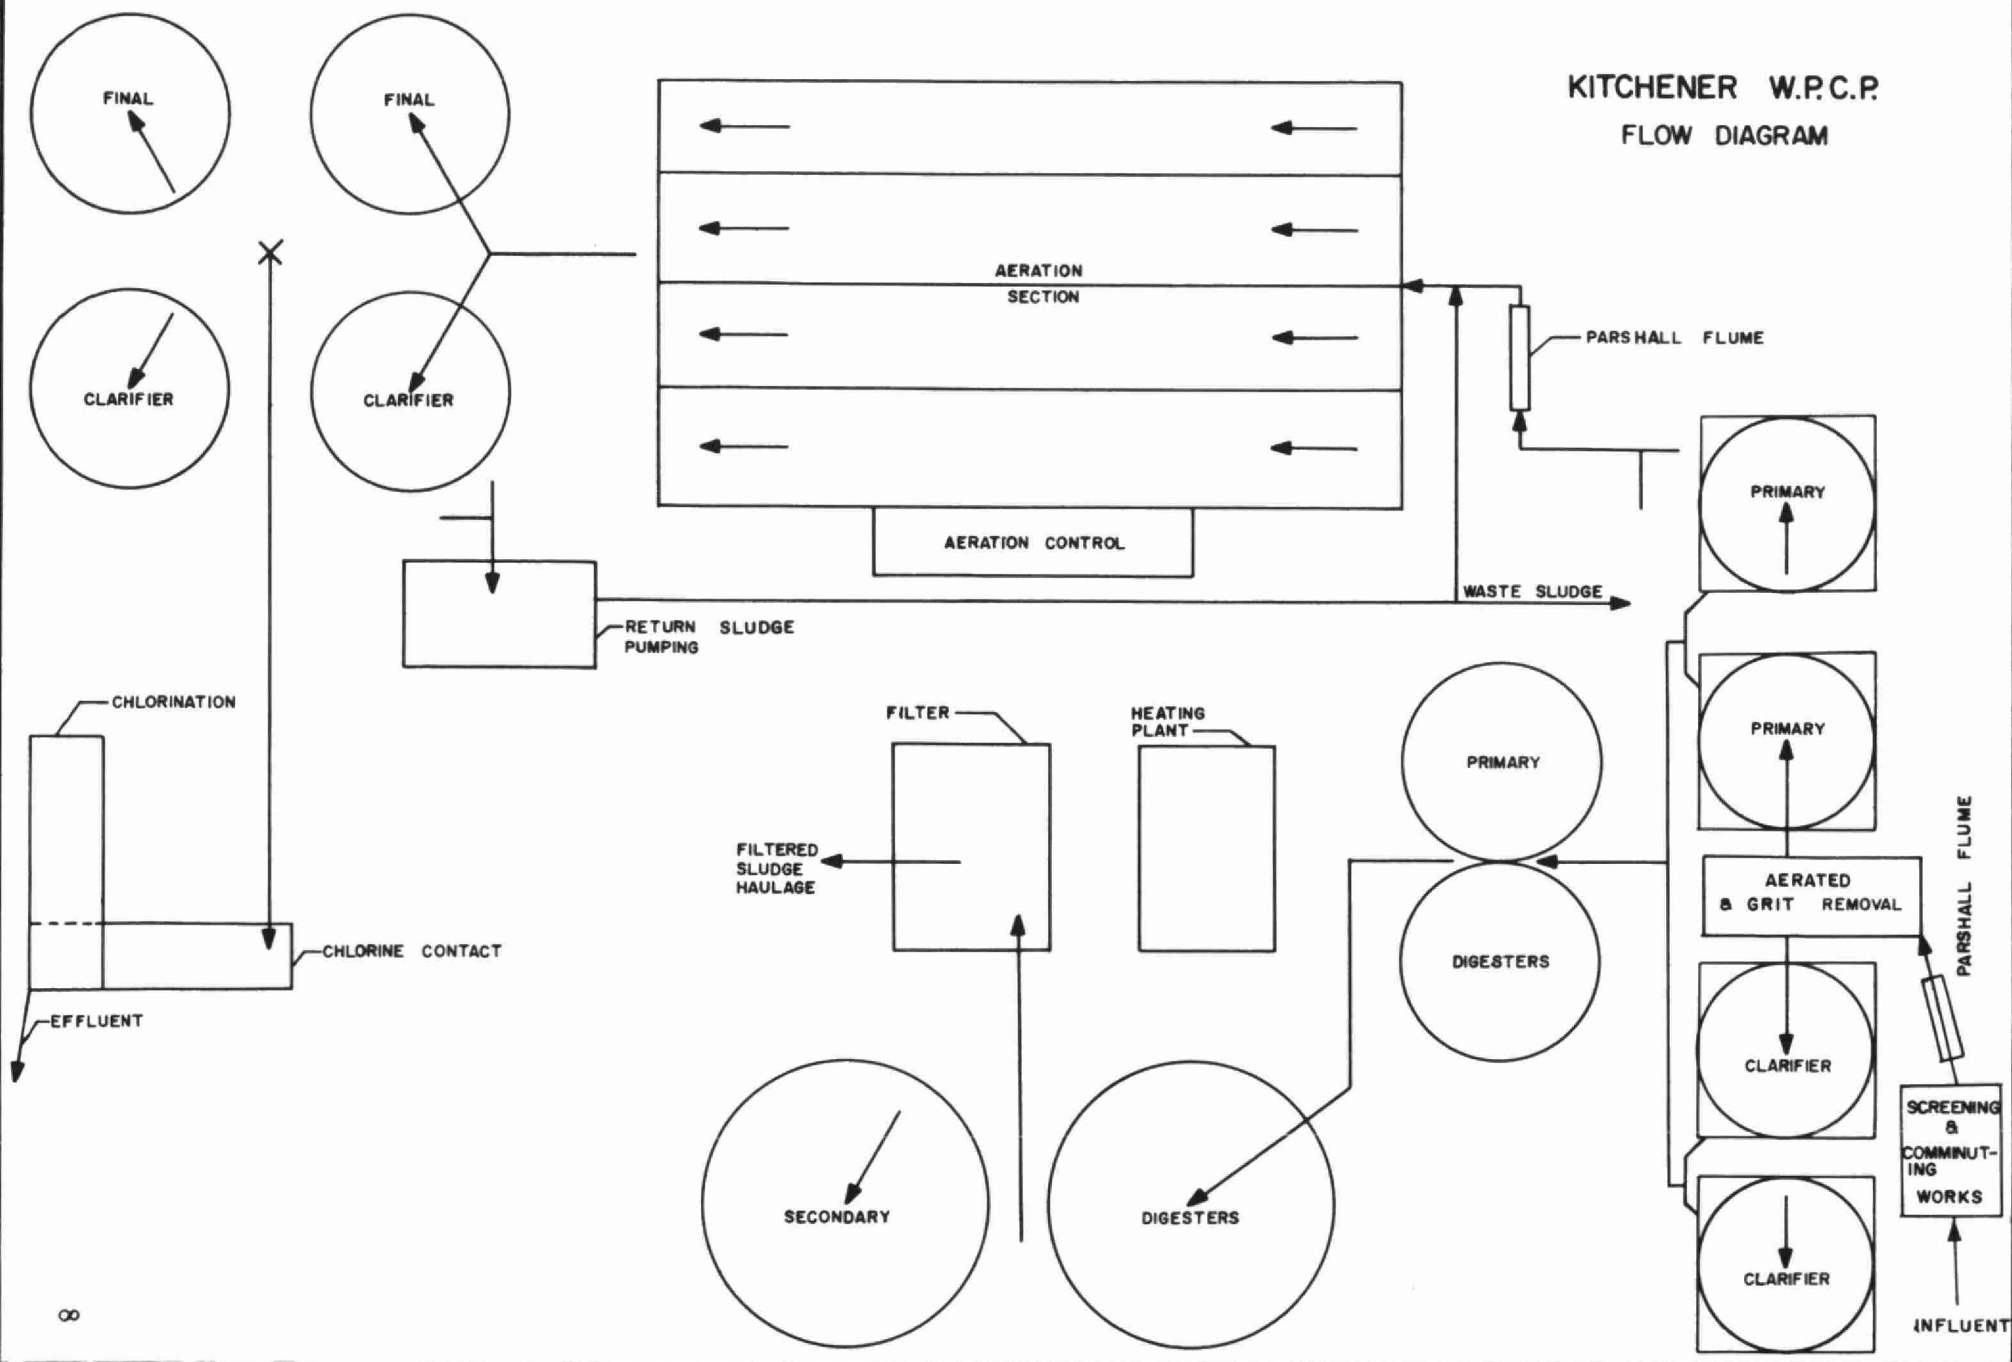 KITCHENER W.P.C.P.
FLOW DIAGRAM
FINAL
FINAL
CLARIFIER
CLARIFIER
AERATION
SECTION
PARSHALL FLUME
AERATION CONTROL
PRIMARY
WASTE SLUDGE
RETURN SLUDGE
PUMPING
CHLORINATION
FILTER
HEATING
PLANT
PRIMARY
PRIMARY
PARSHALL FLUME
FILTERED
SLUDGE
HAULAGE
AERATED
& GRIT REMOVAL
CHLORINE CONTACT
DIGESTERS
EFFLUENT
CLARIFIER
SCREENING
&
COMMINUT-
ING
WORKS
SECONDARY
DIGESTERS
CLARIFIER
INFLUENT
8